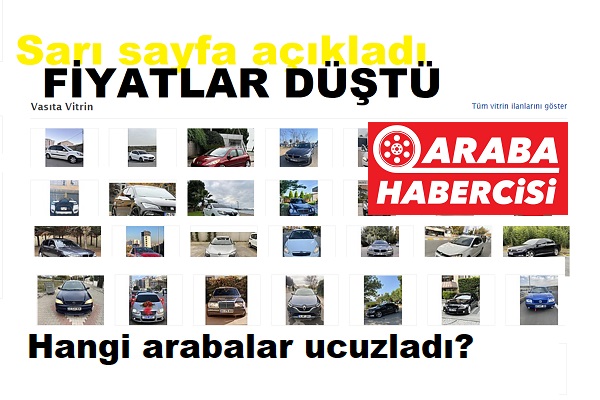 Sarı sayfa açıkladı
FİYATLAR DÜŞTÜ
Vasıta Vitrin
Tüm vitrin ilanlarını göster
ARABA
HABERCİSİ
Hangi arabalar ucuzladı?